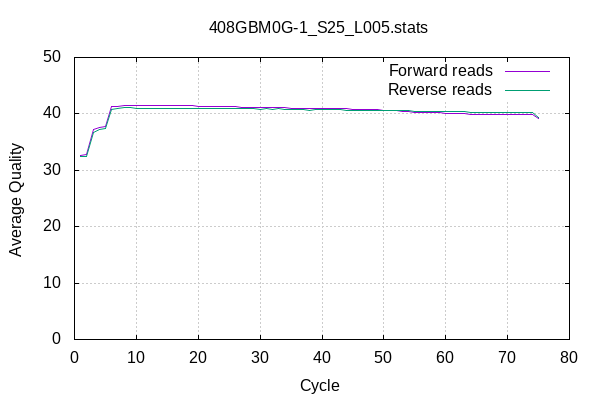 408GBM0G-1_S25_L005.stats
50
40
30
20
10
0
Average Quality
Forward reads
Reverse reads
0 10 20 30 40 50 60 70 80
Cycle